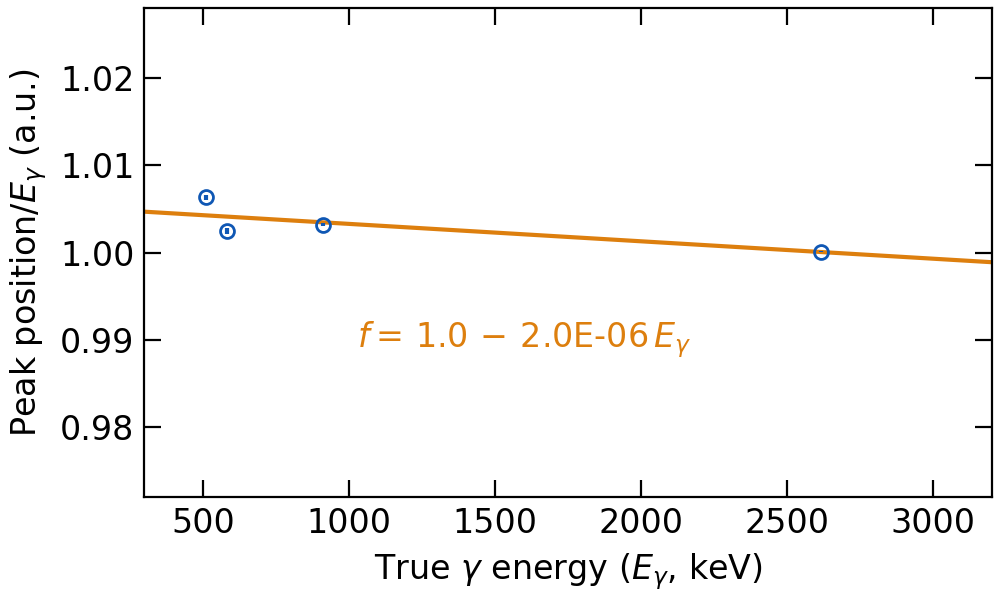 Peak position/Eγ (a.u.)
1.02
1.01
1.00
0.99
0.98
f = 1.0 − 2.0E-06 Eγ
500 1000 1500 2000 2500 3000
True γ energy (Eγ, keV)